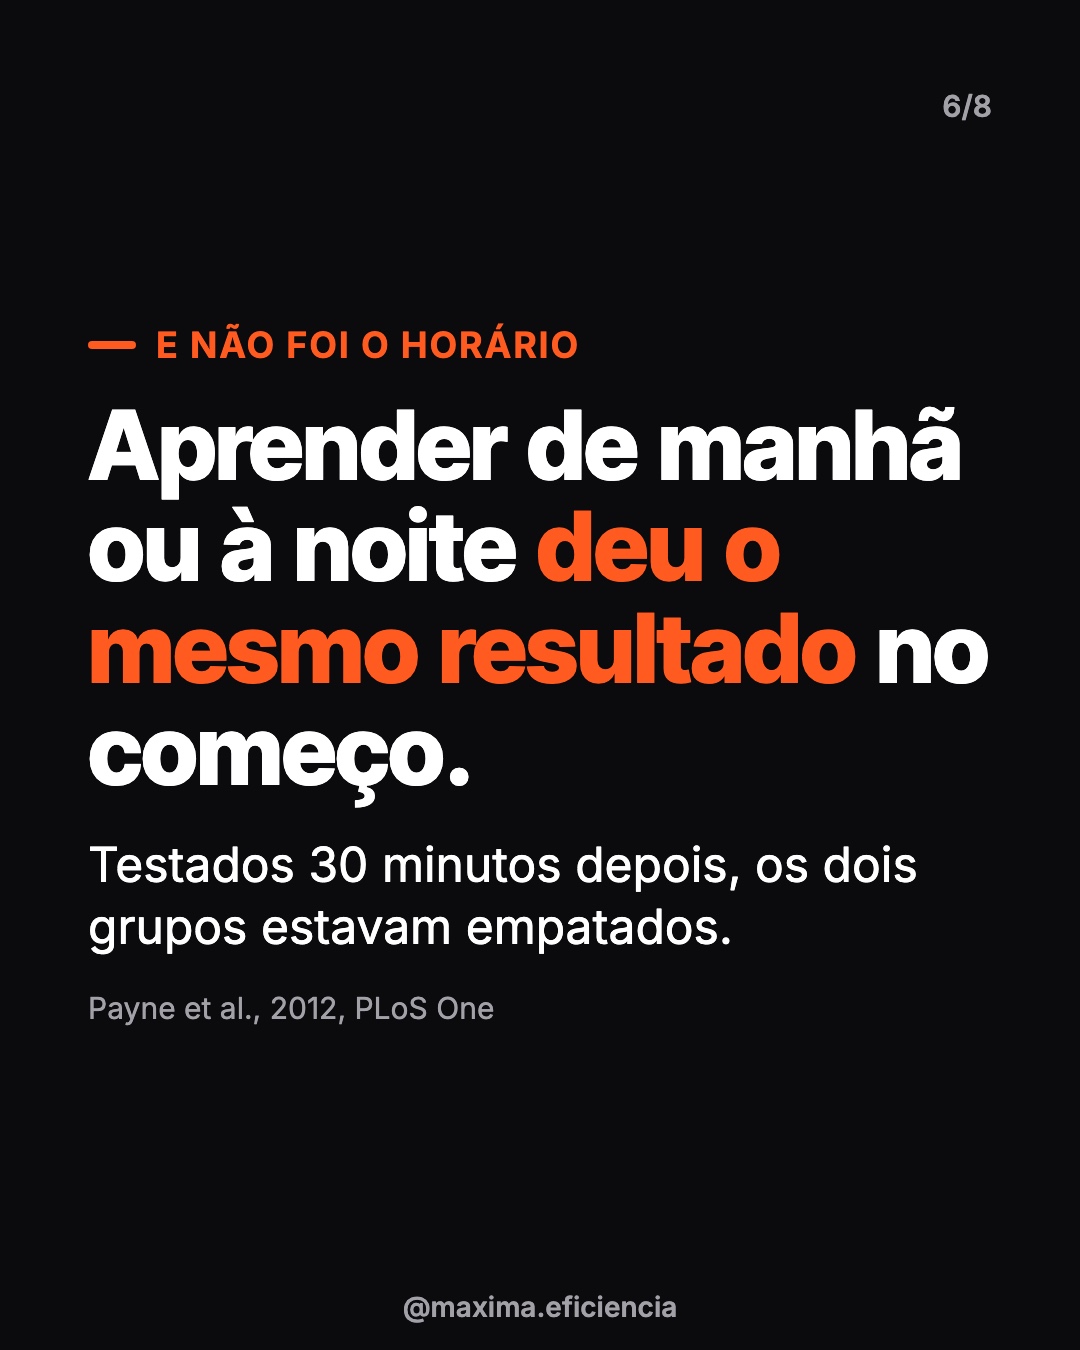 6/8
E NÃO FOI O HORÁRIO
Aprender de manhã
ou à noite deu o
mesmo resultado no
começo.
Testados 30 minutos depois, os dois
grupos estavam empatados.
Payne et al., 2012, PLoS One
@maxima.eficiencia